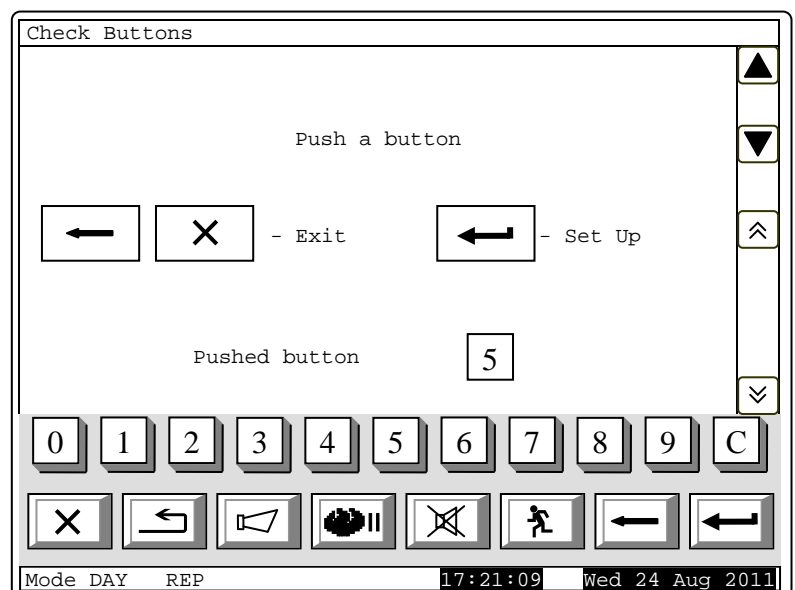 Check Buttons
Push a button
- Exit
- Set Up
Pushed button 5
0 1 2 3 4 5 6 7 8 9 C
Mode DAY REP 17:21:09 Wed 24 Aug 2011